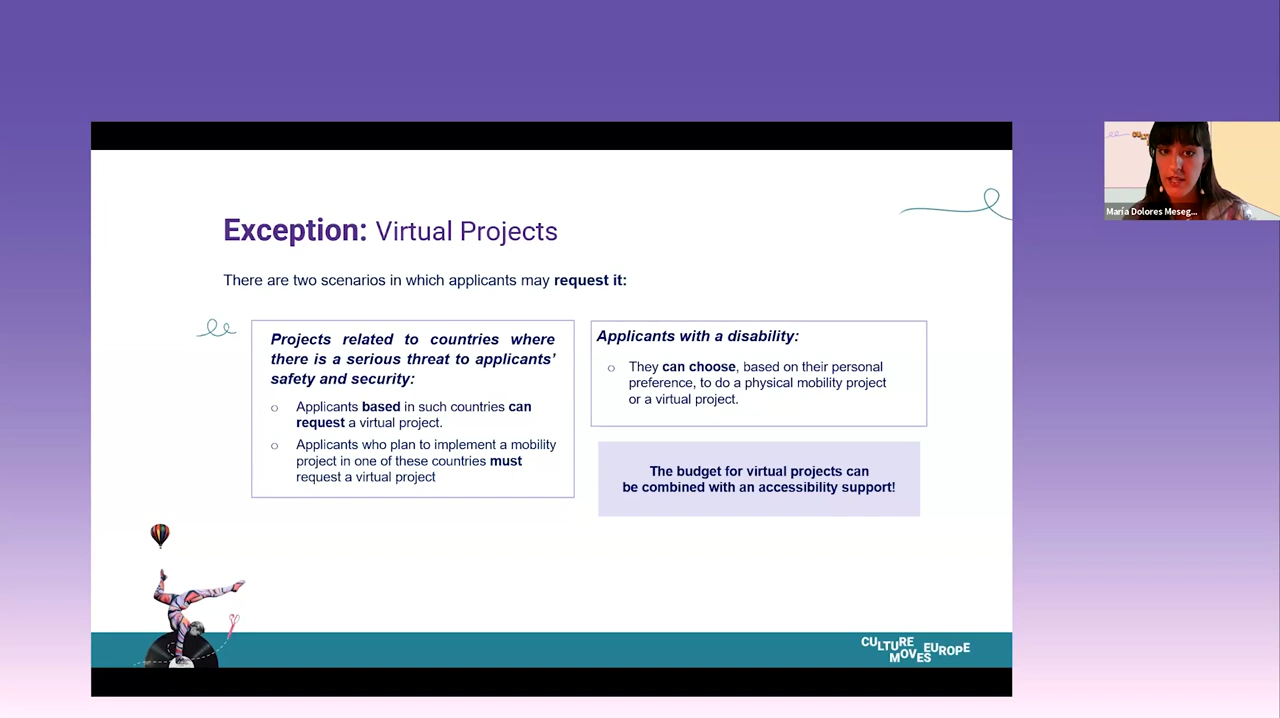 Exception: Virtual Projects
There are two scenarios in which applicants may request it:
Projects related to countries where
there is a serious threat to applicants'
safety and security:
Applicants based in such countries can
request a virtual project.
Applicants who plan to implement a mobility
project in one of these countries must
request a virtual project
Applicants with a disability:
They can choose, based on their personal
preference, to do a physical mobility project
or a virtual project.
The budget for virtual projects can
be combined with an accessibility support!
CULTURE
MOVES EUROPE
María Dolores Meseg...